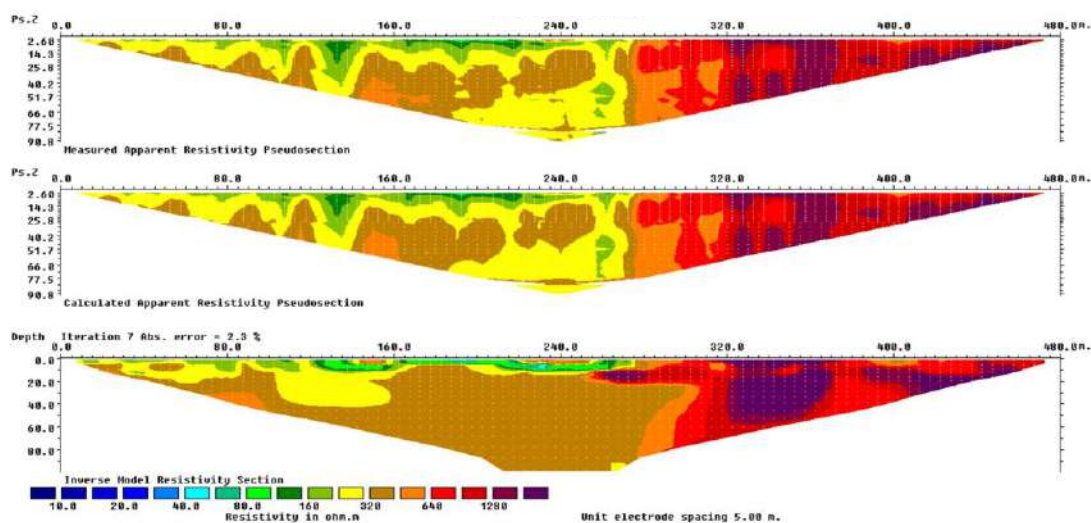 Ps.Z 0.0 80.0 160.0 240.0 320.0 400.0 480.0m.
2.60
14.3
25.8
40.2
51.7
66.0
77.5
90.8
Measured Apparent Resistivity Pseudosection
Ps.Z 0.0 80.0 160.0 240.0 320.0 400.0 480.0m.
2.60
14.3
25.8
40.2
51.7
66.0
77.5
90.8
Calculated Apparent Resistivity Pseudosection
Depth Iteration 7 Abs. error = 2.3 %
0.0 80.0 160.0 240.0 320.0 400.0 480.0m.
0.0
20.0
40.0
60.0
80.0
Inverse Model Resistivity Section
10.0 20.0 40.0 80.0 160 320 640 1280
Resistivity in ohm.m Unit electrode spacing 5.00 m.